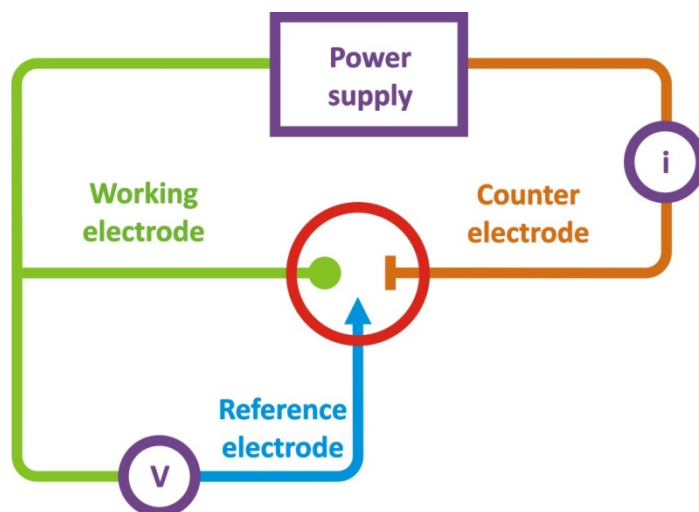 Power
supply
i
Working
electrode
Counter
electrode
Reference
electrode
V